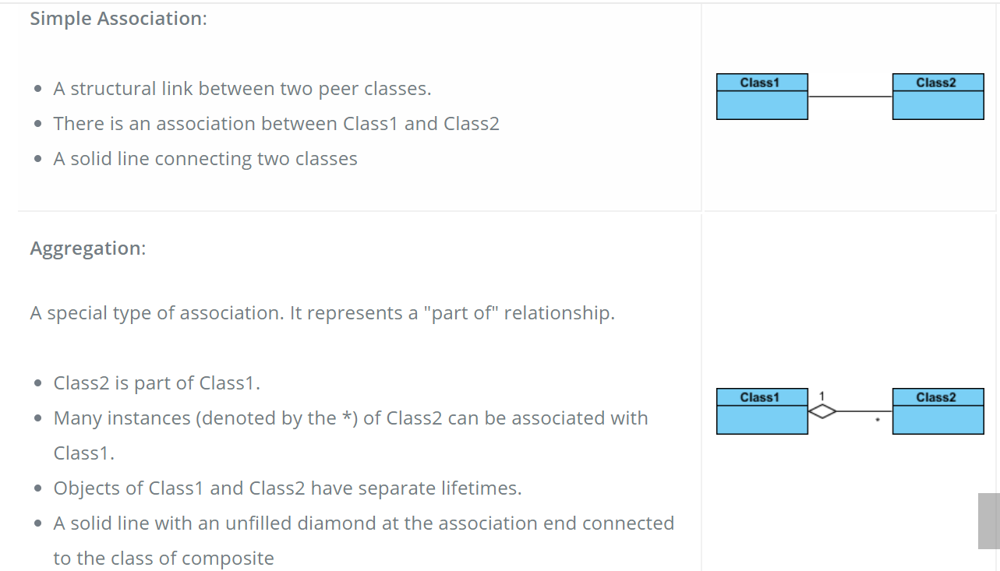 Simple Association:
• A structural link between two peer classes.
• There is an association between Class1 and Class2
• A solid line connecting two classes
Class1
Class2
Aggregation:
A special type of association. It represents a "part of" relationship.
• Class2 is part of Class1.
• Many instances (denoted by the *) of Class2 can be associated with
Class1.
• Objects of Class1 and Class2 have separate lifetimes.
• A solid line with an unfilled diamond at the association end connected
to the class of composite
Class1
1
*
Class2